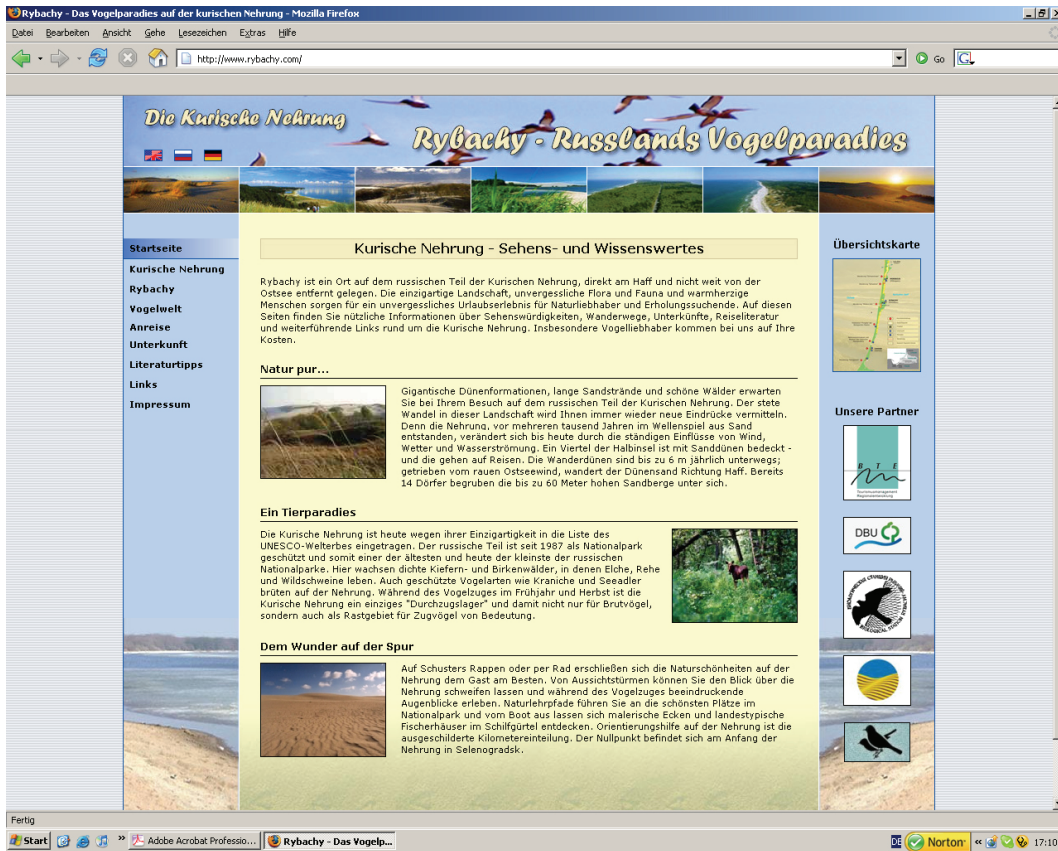 Rybachy - Das Vogelparadies auf der kurischen Nehrung - Mozilla Firefox
Datei Bearbeiten Ansicht Gehe Lesezeichen Extras Hilfe
http://www.rybachy.com/
Go
Die Kurische Nehrung
Rybachy - Russlands Vogelparadies
Startseite
Kurische Nehrung
Rybachy
Vogelwelt
Anreise
Unterkunft
Literaturtipps
Links
Impressum
Kurische Nehrung - Sehens- und Wissenswertes
Rybachy ist ein Ort auf dem russischen Teil der Kurischen Nehrung, direkt am Haff und nicht weit von der
Ostsee entfernt gelegen. Die einzigartige Landschaft, unvergessliche Flora und Fauna und warmherzige
Menschen sorgen für ein unvergessliches Urlaubserlebnis für Naturliebhaber und Erholungssuchende. Auf diesen
Seiten finden Sie nützliche Informationen über Sehenswürdigkeiten, Wanderwege, Unterkünfte, Reiseliteratur
und weiterführende Links rund um die Kurische Nehrung. Insbesondere Vogelliebhaber kommen bei uns auf Ihre
Kosten.
Natur pur...
Gigantische Dünenformationen, lange Sandstrände und schöne Wälder erwarten
Sie bei Ihrem Besuch auf dem russischen Teil der Kurischen Nehrung. Der stete
Wandel in dieser Landschaft wird Ihnen immer wieder neue Eindrücke vermitteln.
Denn die Nehrung, vor mehreren tausend Jahren im Wellenspiel aus Sand
entstanden, verändert sich bis heute durch die ständigen Einflüsse von Wind,
Wetter und Wasserströmung. Ein Viertel der Halbinsel ist mit Sanddünen bedeckt -
und die gehen auf Reisen. Die Wanderdünen sind bis zu 6 m jährlich unterwegs;
getrieben vom rauen Ostseewind, wandert der Dünensand Richtung Haff. Bereits
14 Dörfer begruben die bis zu 60 Meter hohen Sandberge unter sich.
Ein Tierparadies
Die Kurische Nehrung ist heute wegen ihrer Einzigartigkeit in die Liste des
UNESCO-Welterbes eingetragen. Der russische Teil ist seit 1987 als Nationalpark
geschützt und somit einer der ältesten und heute der kleinste der russischen
Nationalparke. Hier wachsen dichte Kiefern- und Birkenwälder, in denen Elche, Rehe
und Wildschweine leben. Auch geschützte Vogelarten wie Kraniche und Seeadler
brüten auf der Nehrung. Während des Vogelzuges im Frühjahr und Herbst ist die
Kurische Nehrung ein einziges "Durchzugslager" und damit nicht nur für Brutvögel,
sondern auch als Rastgebiet für Zugvögel von Bedeutung.
Dem Wunder auf der Spur
Auf Schusters Rappen oder per Rad erschließen sich die Naturschönheiten auf der
Nehrung dem Gast am Besten. Von Aussichtstürmen können Sie den Blick über die
Nehrung schweifen lassen und während des Vogelzuges beeindruckende
Augenblicke erleben. Naturlehrpfade führen Sie an die schönsten Plätze im
Nationalpark und vom Boot aus lassen sich malerische Ecken und landestypische
Fischerhäuser im Schilfgürtel entdecken. Orientierungshilfe auf der Nehrung ist die
ausgeschilderte Kilometereinteilung. Der Nullpunkt befindet sich am Anfang der
Nehrung in Selenogradsk.
Übersichtskarte
Unsere Partner
B T E
Tourismusmanagement
Regionalentwicklung
DBU
Fertig
Start
Adobe Acrobat Professio...
Rybachy - Das Vogelp...
DE
Norton
17:10